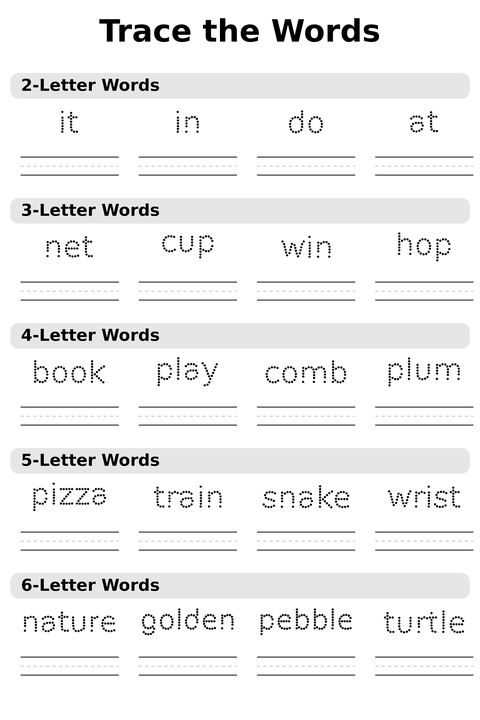 Trace the Words
2-Letter Words
it in do at
3-Letter Words
net cup win hop
4-Letter Words
book play comb plum
5-Letter Words
pizza train snake wrist
6-Letter Words
nature golden pebble turtle